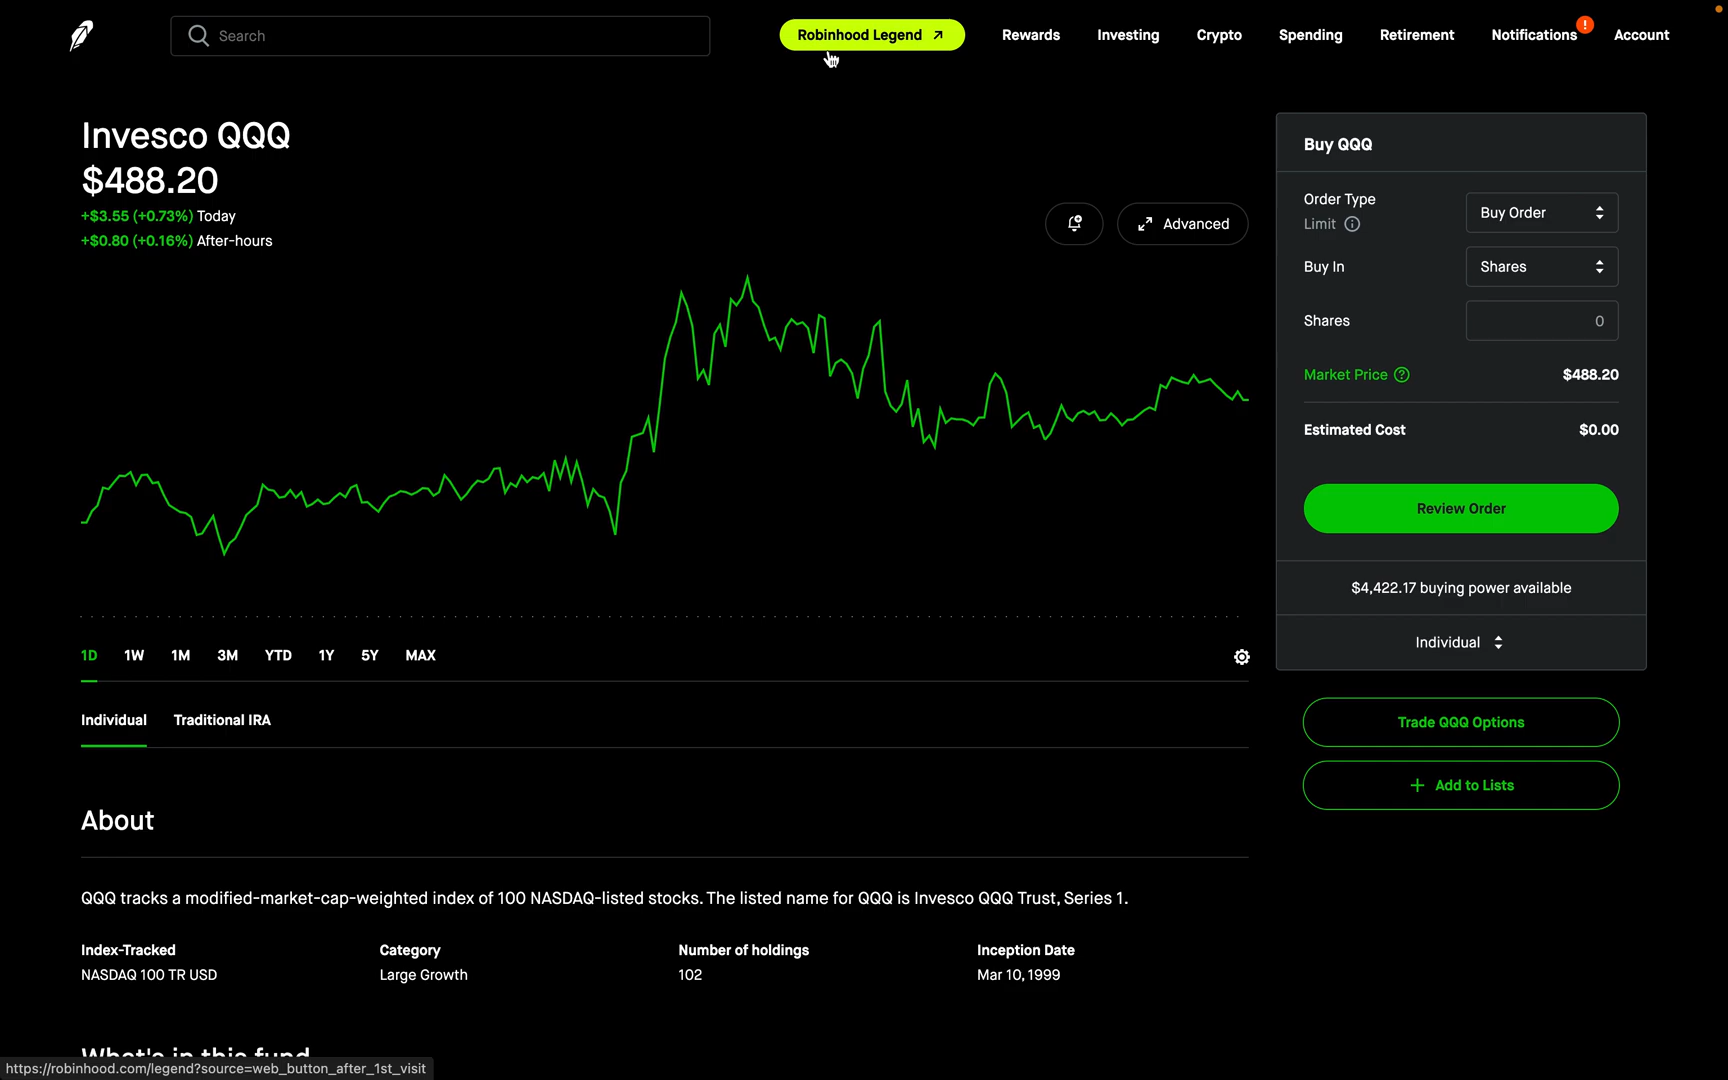 Search
Robinhood Legend
Rewards
Investing
Crypto
Spending
Retirement
Notifications
!
Account
Invesco QQQ
$488.20
+$3.55 (+0.73%) Today
+$0.80 (+0.16%) After-hours
Advanced
1D 1W 1M 3M YTD 1Y 5Y MAX
Individual Traditional IRA
About
QQQ tracks a modified-market-cap-weighted index of 100 NASDAQ-listed stocks. The listed name for QQQ is Invesco QQQ Trust, Series 1.
Index-Tracked Category Number of holdings Inception Date
NASDAQ 100 TR USD Large Growth 102 Mar 10, 1999
What's in this fund
https://robinhood.com/legend?source=web_button_after_1st_visit
Buy QQQ
Order Type
Limit
Buy Order
Buy In Shares
Shares 0
Market Price $488.20
Estimated Cost $0.00
Review Order
$4,422.17 buying power available
Individual
Trade QQQ Options
+ Add to Lists